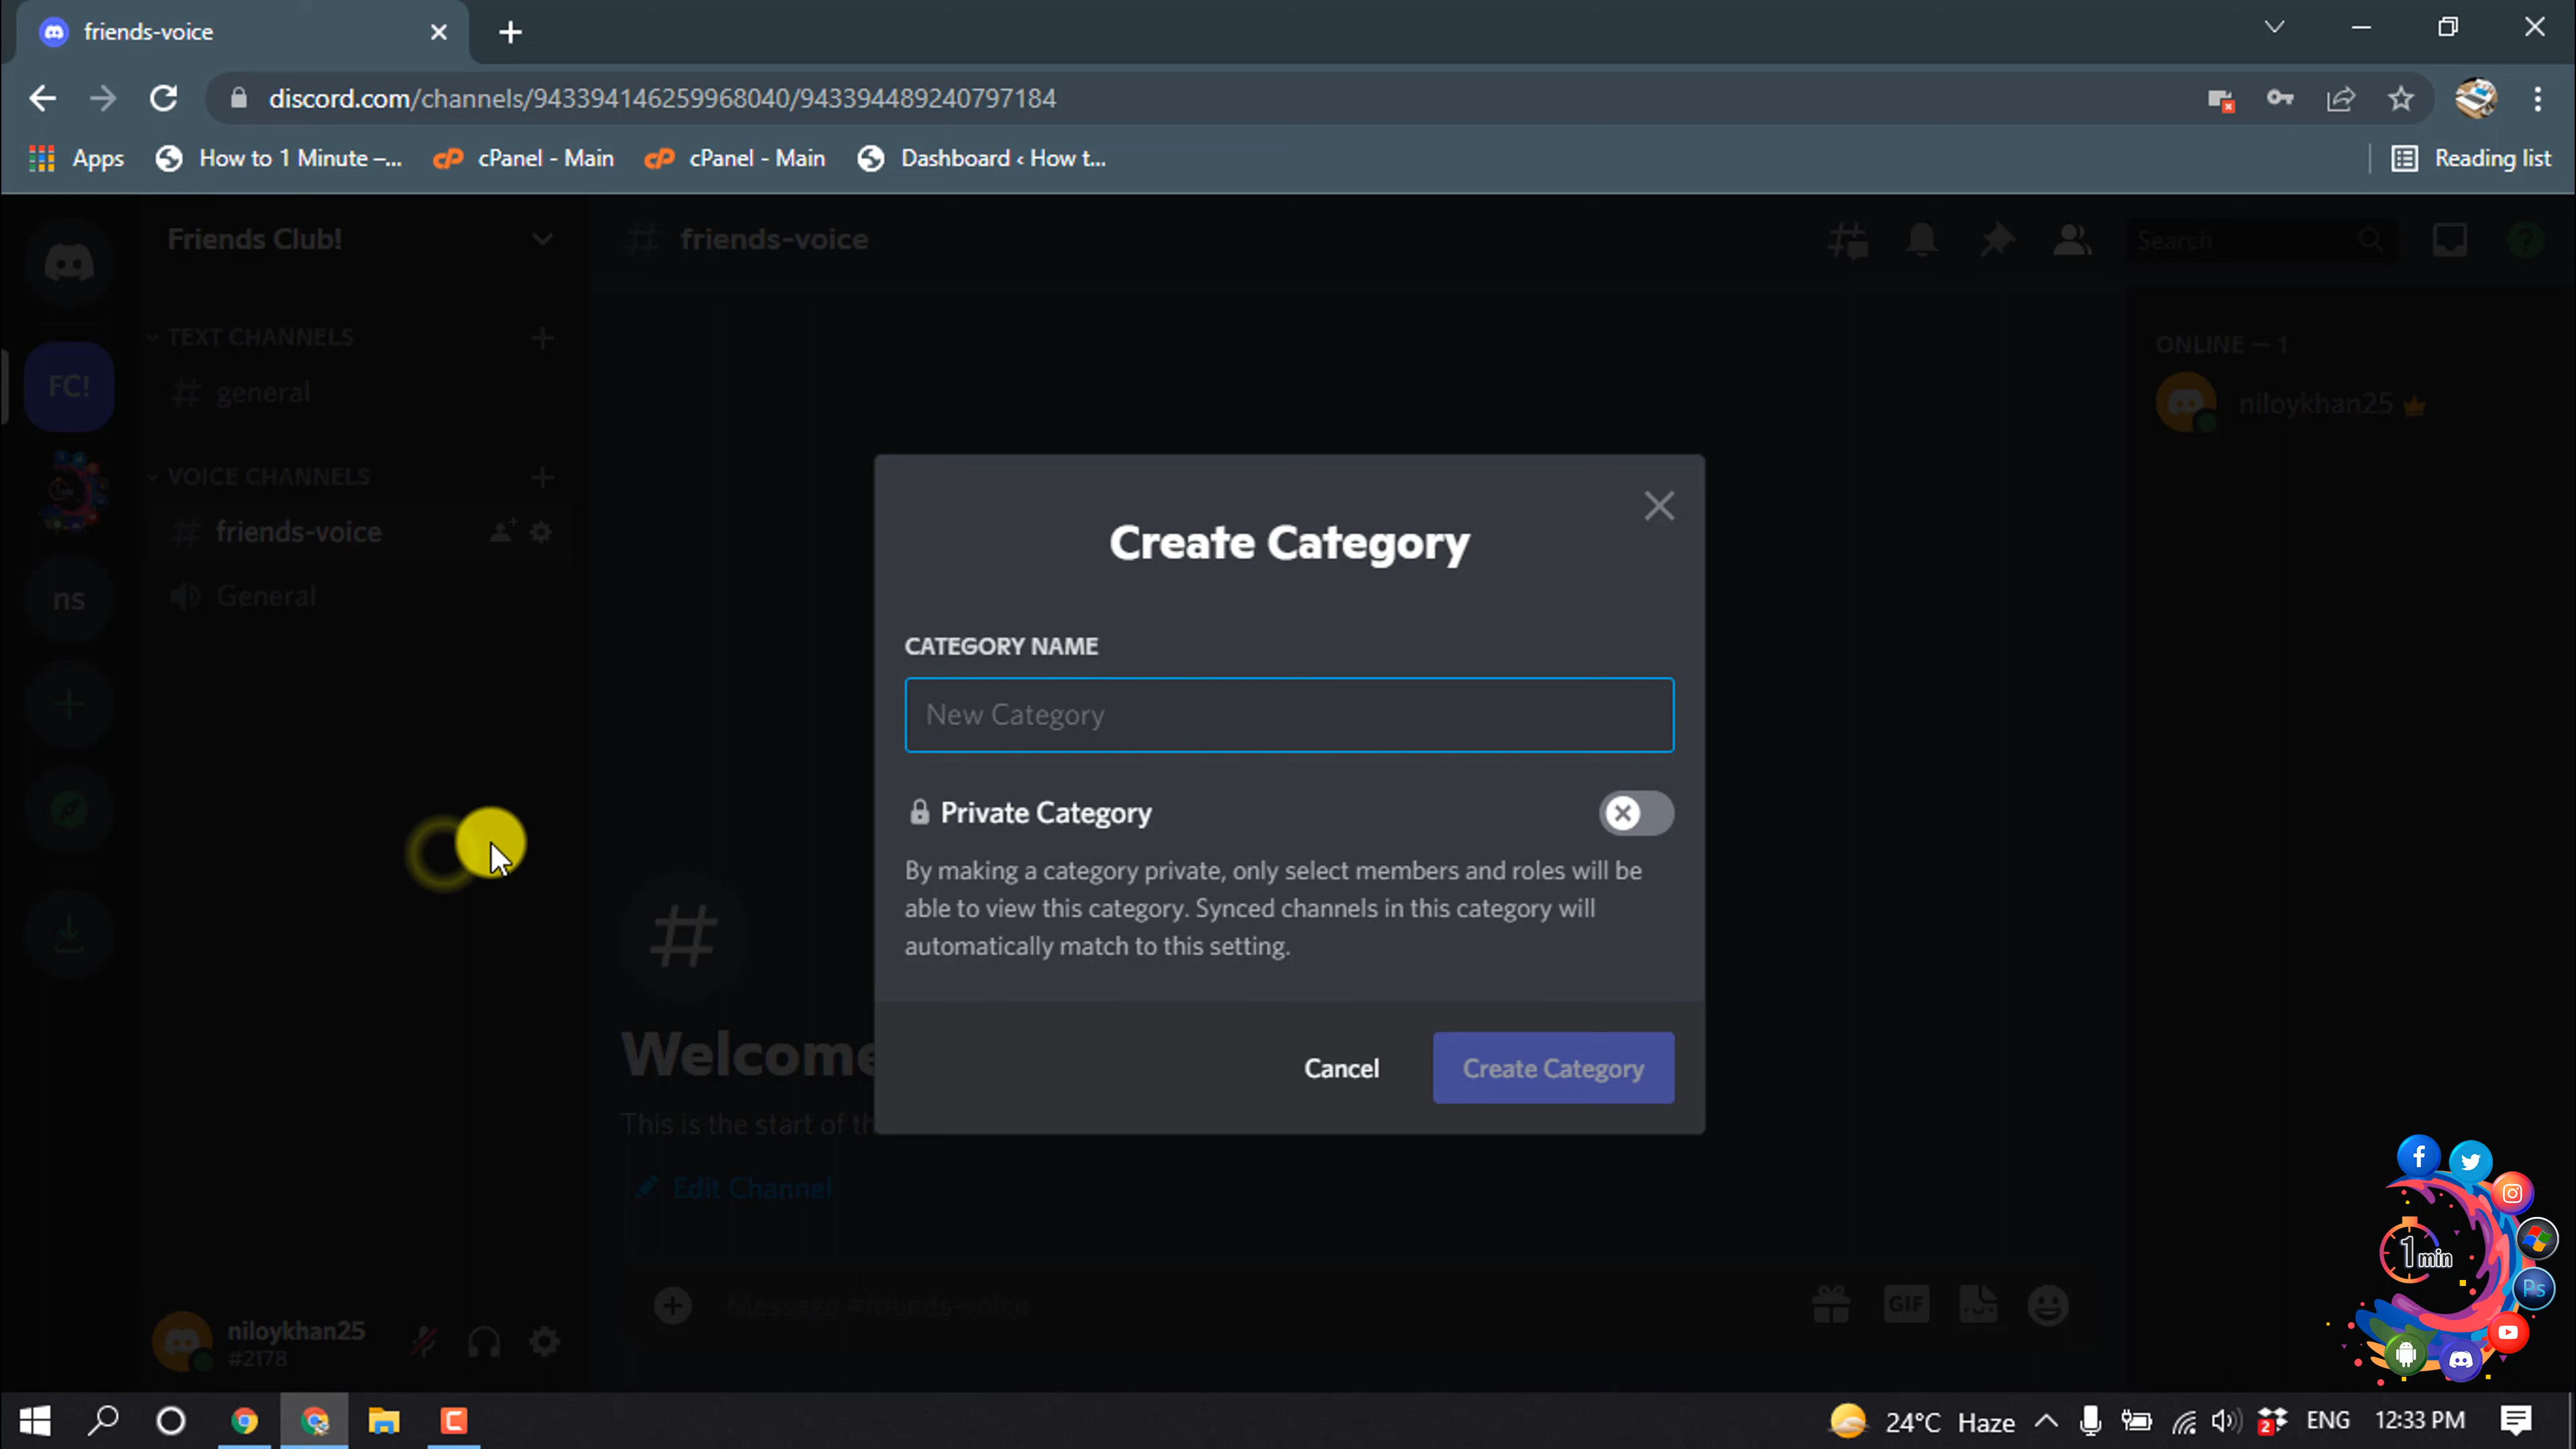 friends-voice
discord.com/channels/943394146259968040/943394489240797184
Apps
How to 1 Minute –...
cPanel - Main
cPanel - Main
Dashboard ‹ How t...
Reading list
Friends Club!
friends-voice
Search
TEXT CHANNELS
general
FC!
ONLINE — 1
niloykhan25
VOICE CHANNELS
friends-voice
General
ns
Create Category
CATEGORY NAME
New Category
Private Category
By making a category private, only select members and roles will be
able to view this category. Synced channels in this category will
automatically match to this setting.
Cancel
Create Category
Welcome
This is the start of th
Edit Channel
Message #friends-voice
GIF
niloykhan25
#2178
1 min
Ps
24°C Haze
2
ENG
12:33 PM